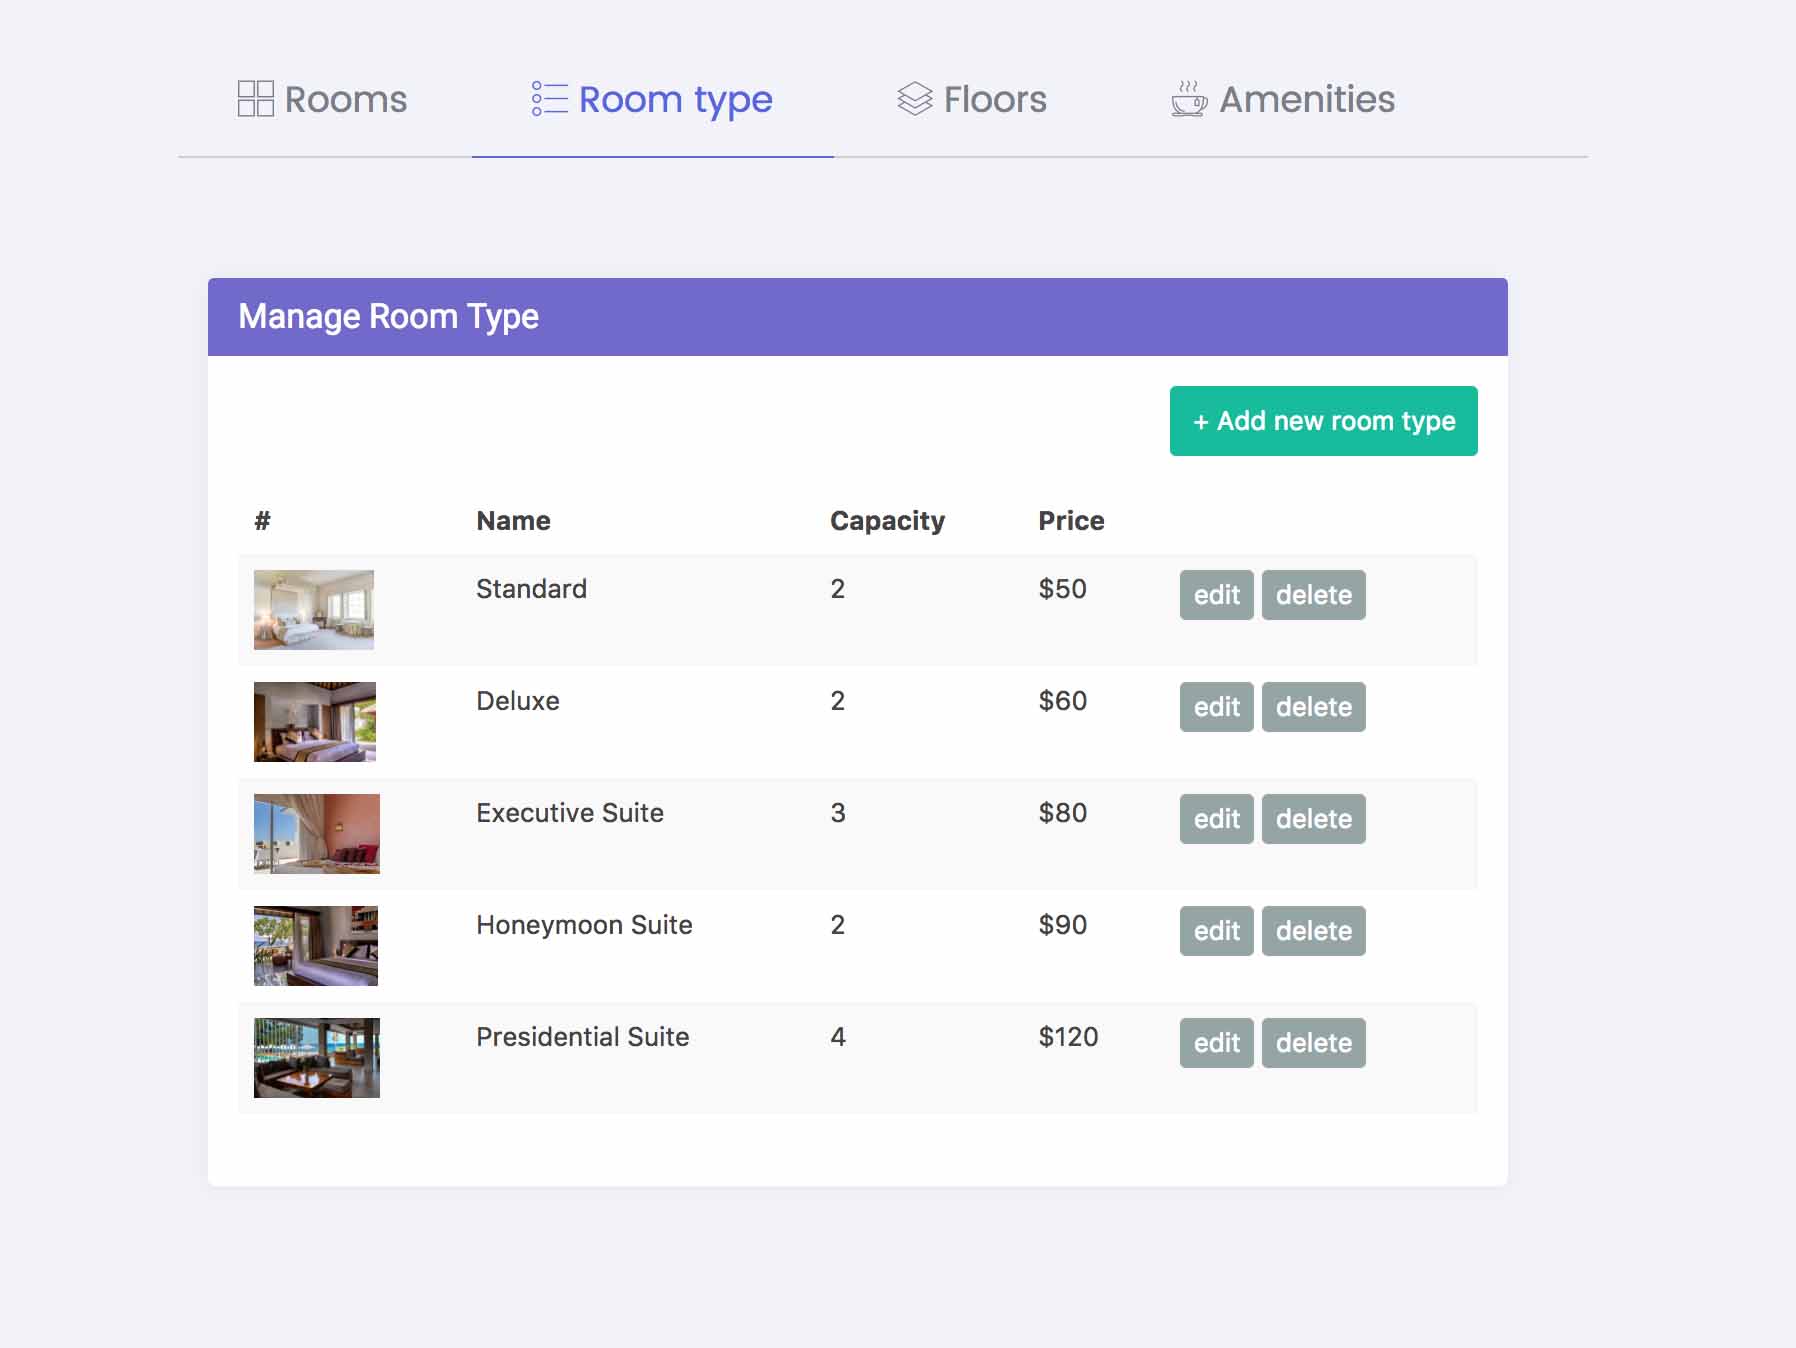 Rooms Room type Floors Amenities
Manage Room Type
+ Add new room type
# Name Capacity Price
Standard 2 $50 edit delete
Deluxe 2 $60 edit delete
Executive Suite 3 $80 edit delete
Honeymoon Suite 2 $90 edit delete
Presidential Suite 4 $120 edit delete